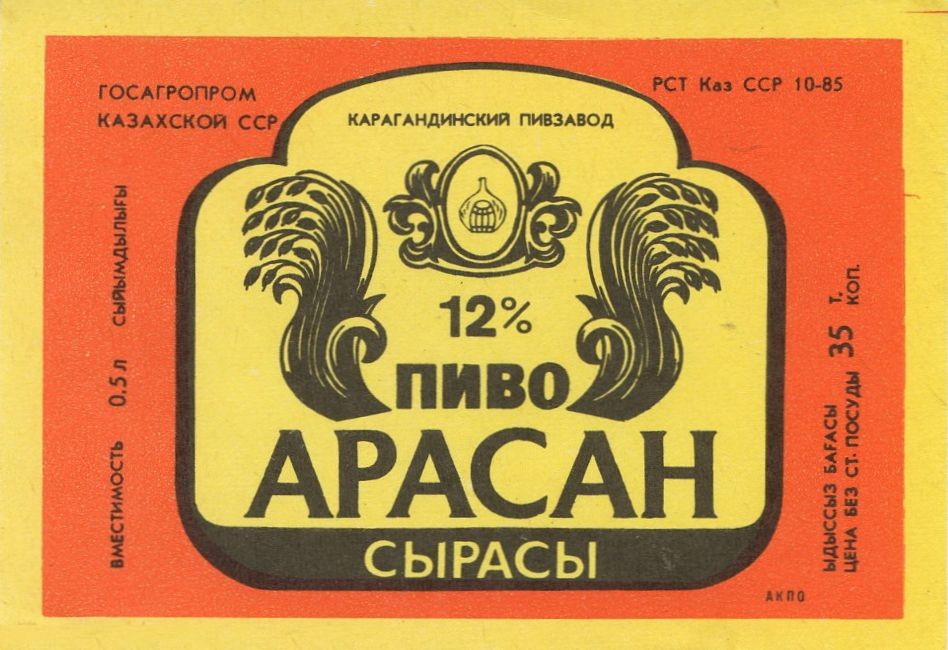 ГОСАГРОПРОМ
КАЗАХСКОЙ ССР
РСТ Каз ССР 10-85
КАРАГАНДИНСКИЙ ПИВЗАВОД
12%
ПИВО
АРАСАН
СЫРАСЫ
ВМЕСТИМОСТЬ 0,5 л СЫЙЫМДЫЛЫҒЫ
ЫДЫССЫЗ БАҒАСЫ
ЦЕНА БЕЗ СТ. ПОСУДЫ 35 Т. КОП.
АКПО